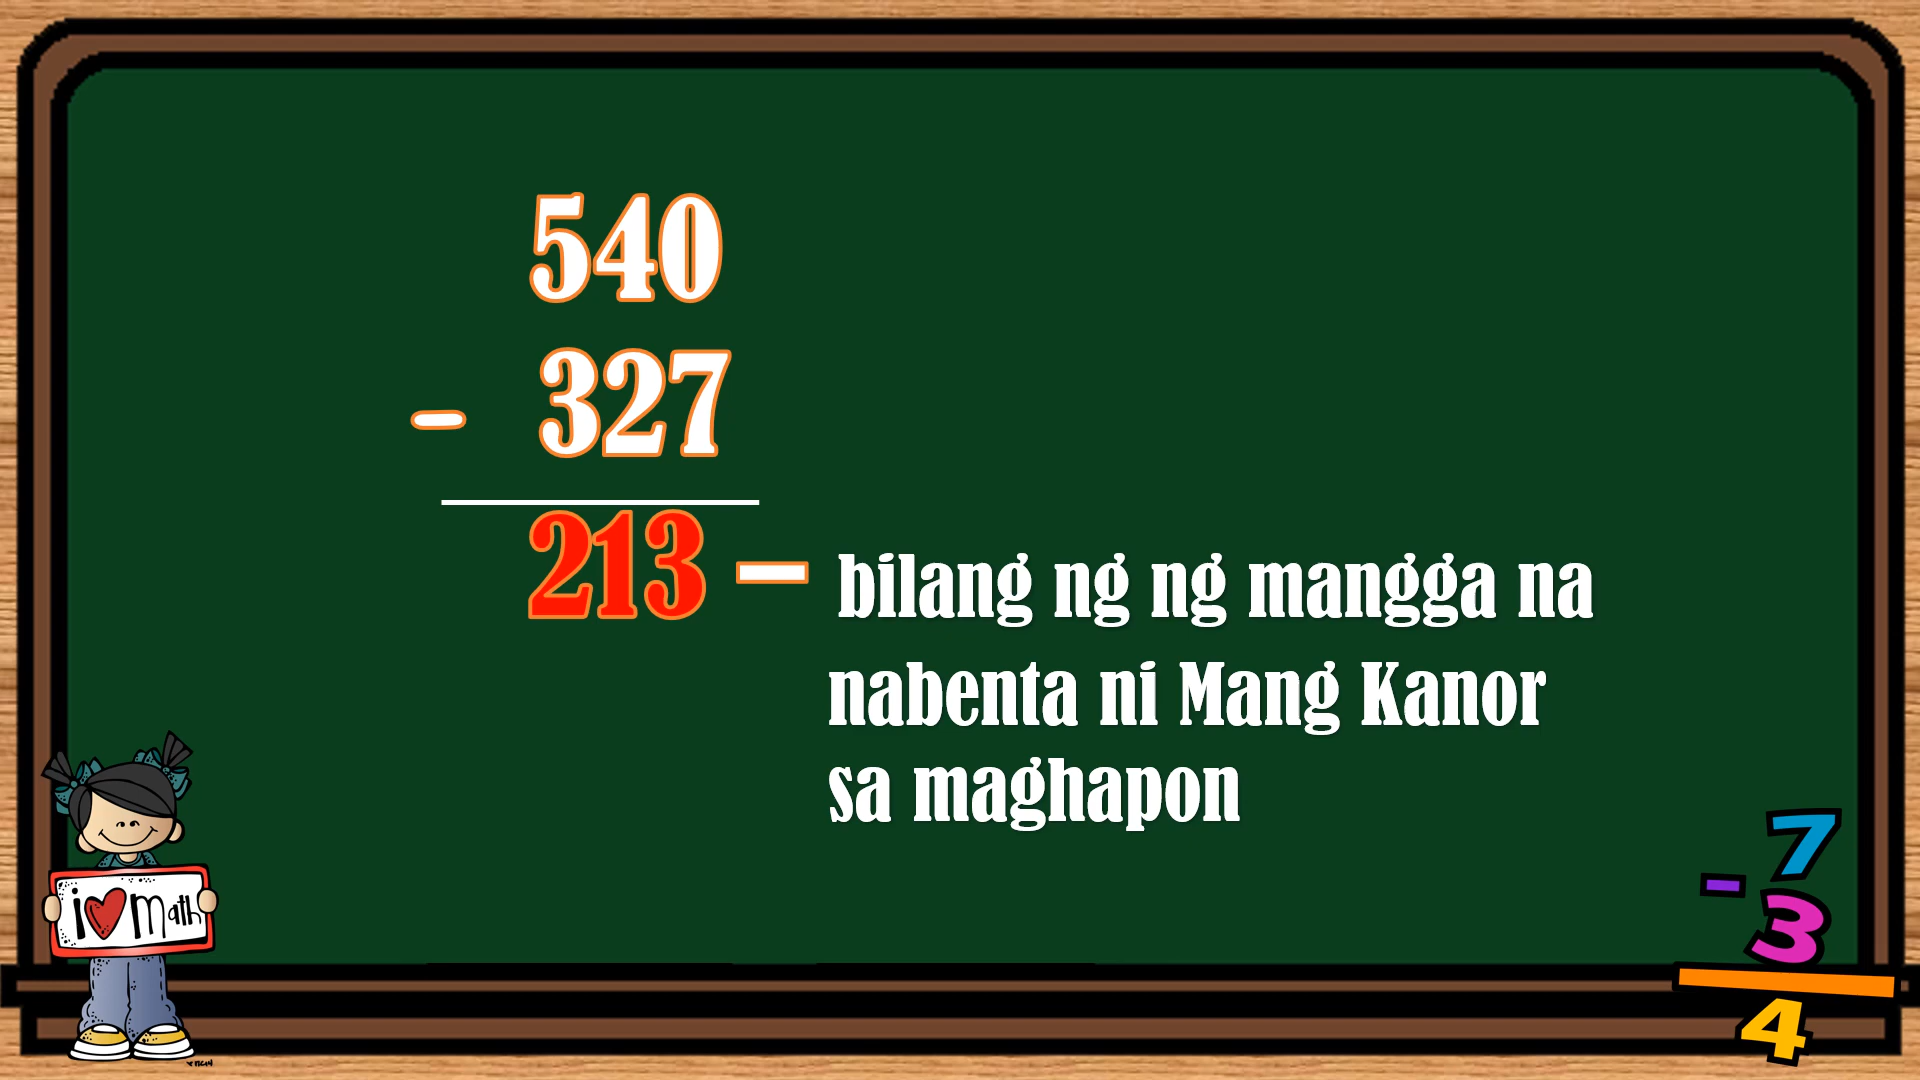 540
- 327
213 – bilang ng ng mangga na
nabenta ni Mang Kanor
sa maghapon
i ♥ math
7
- 3
4